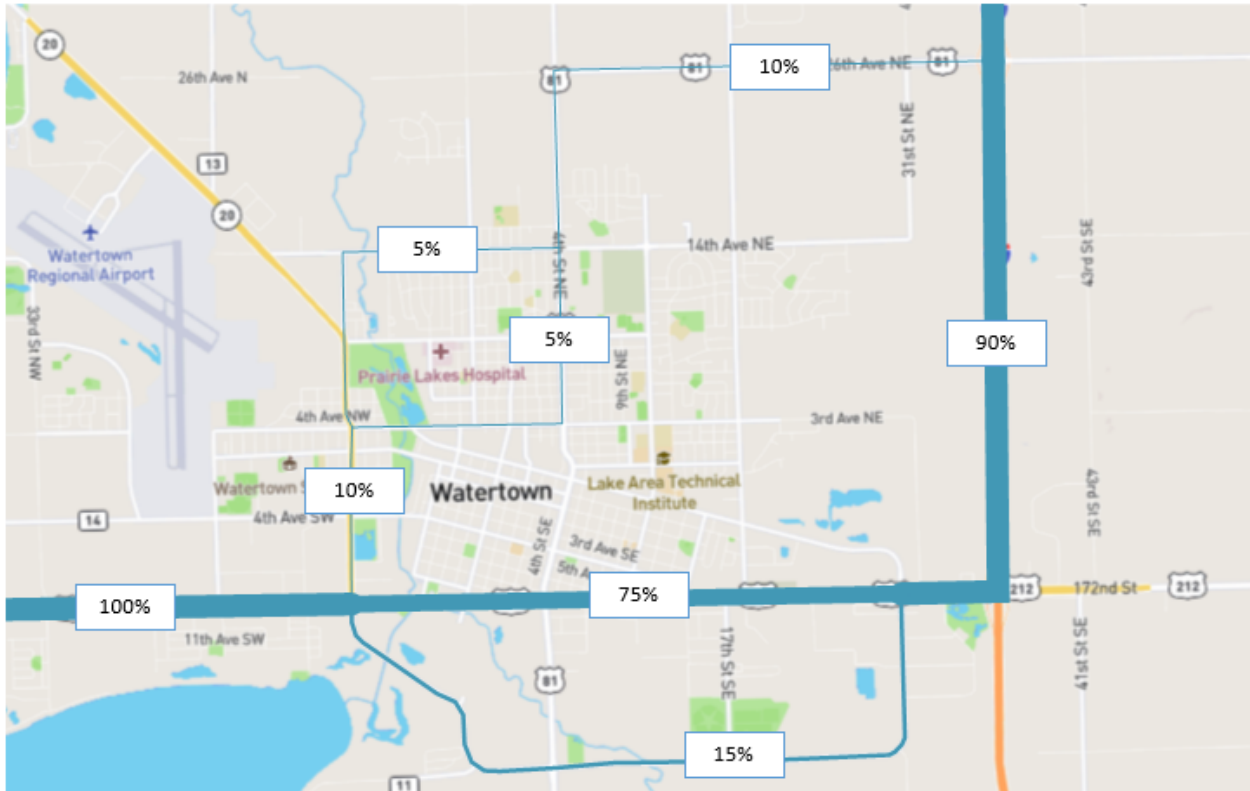 20
81
81
10%
6th Ave NE
81
26th Ave N
13
31st St NE
20
Watertown
Regional Airport
5%
4th St NE
14th Ave NE
43rd St SE
33rd St NW
5%
90%
Prairie Lakes Hospital
9th St NE
4th Ave NW
3rd Ave NE
Watertown S
10%
Watertown
Lake Area Technical
Institute
43rd St SE
14
4th Ave SW
4th St SE
3rd Ave SE
5th A
100%
75%
212
172nd St
212
11th Ave SW
17th St SE
41st St SE
81
15%
11